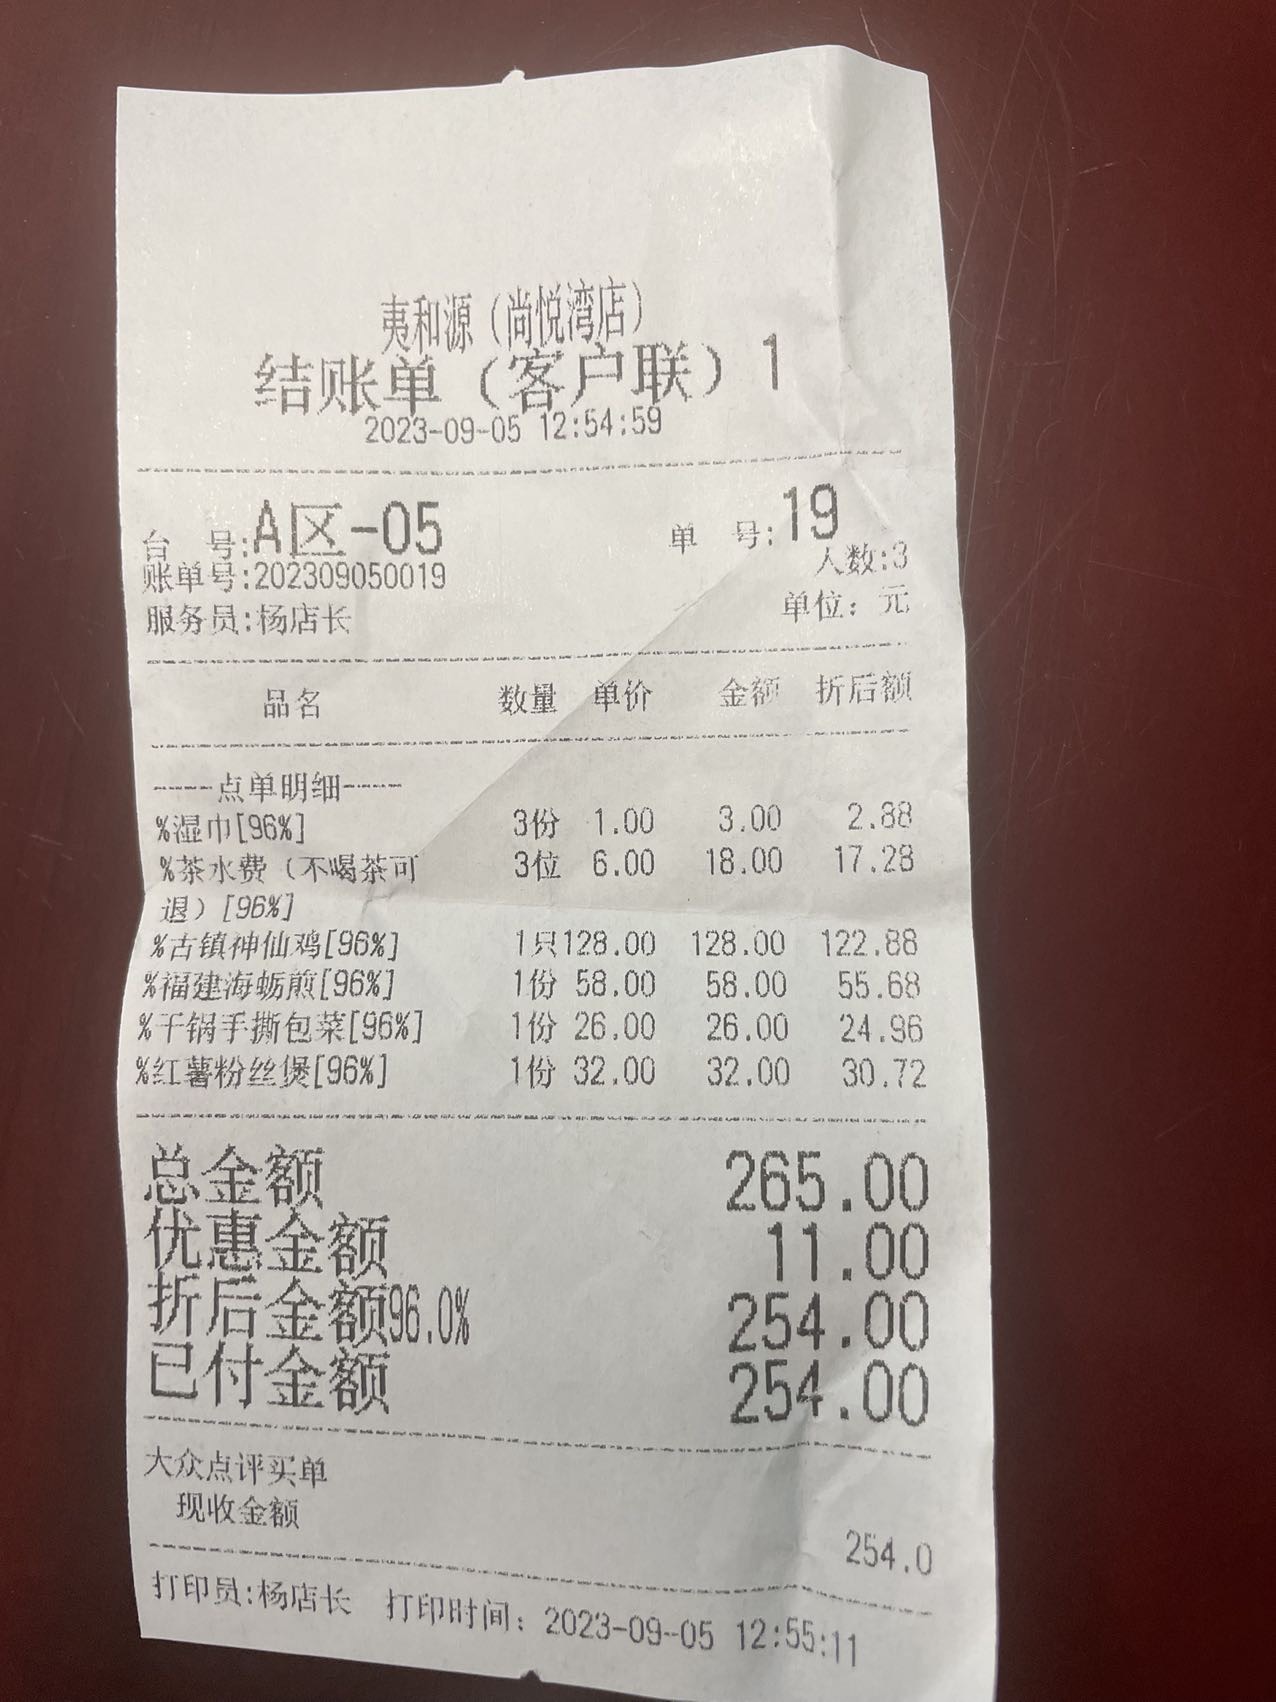 夷和源（尚悦湾店）
结账单（客户联）1
2023-09-05 12:54:59
台 号:A区-05 单 号:19
人数:3
账单号:202309050019
服务员:杨店长 单位：元
品名 数量 单价 金额 折后额
-----点单明细-----
%湿巾[96%] 3份 1.00 3.00 2.88
%茶水费（不喝茶可 3位 6.00 18.00 17.28
退）[96%]
%古镇神仙鸡[96%] 1只128.00 128.00 122.88
%福建海蛎煎[96%] 1份 58.00 58.00 55.68
%干锅手撕包菜[96%] 1份 26.00 26.00 24.96
%红薯粉丝煲[96%] 1份 32.00 32.00 30.72
总金额 265.00
优惠金额 11.00
折后金额96.0% 254.00
已付金额 254.00
大众点评买单
现收金额 254.0
打印员:杨店长 打印时间：2023-09-05 12:55:11